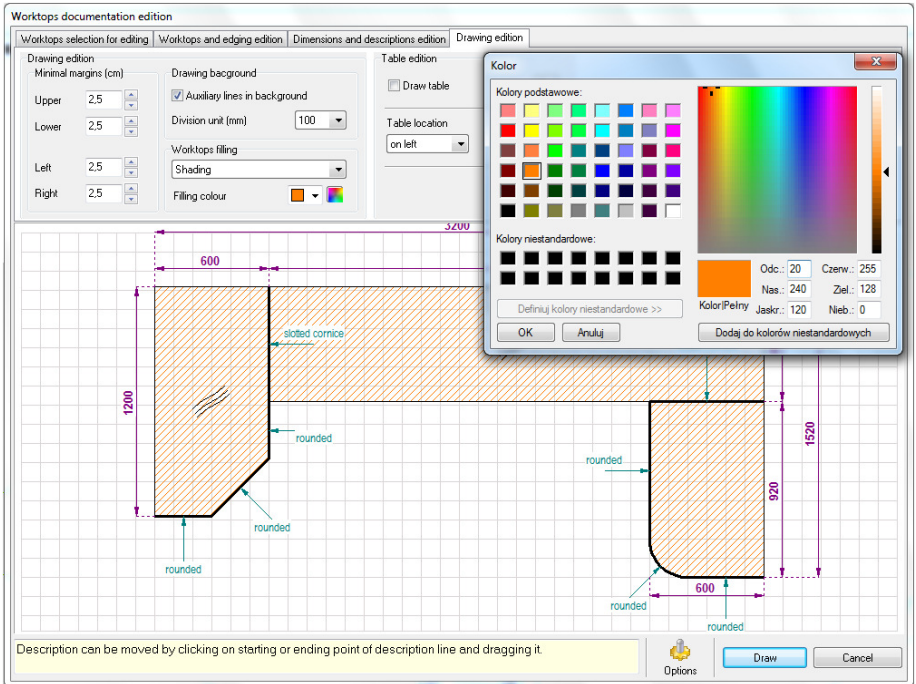 Worktops documentation edition
Worktops selection for editing
Worktops and edging edition
Dimensions and descriptions edition
Drawing edition
Drawing edition
Minimal margins (cm)
Upper 2,5
Lower 2,5
Left 2,5
Right 2,5
Drawing bacground
Auxiliary lines in background
Division unit (mm) 100
Worktops filling
Shading
Filling colour
Table edition
Draw table
Table location
on left
Kolor
Kolory podstawowe:
Kolory niestandardowe:
Definiuj kolory niestandardowe >>
OK
Anuluj
Kolor|Pełny
Odc.: 20
Czerw.: 255
Nas.: 240
Ziel.: 128
Jaskr.: 120
Nieb.: 0
Dodaj do kolorów niestandardowych
3200
600
slotted cornice
1200
rounded
rounded
rounded
rounded
1520
920
600
rounded
rounded
Description can be moved by clicking on starting or ending point of description line and dragging it.
Options
Draw
Cancel